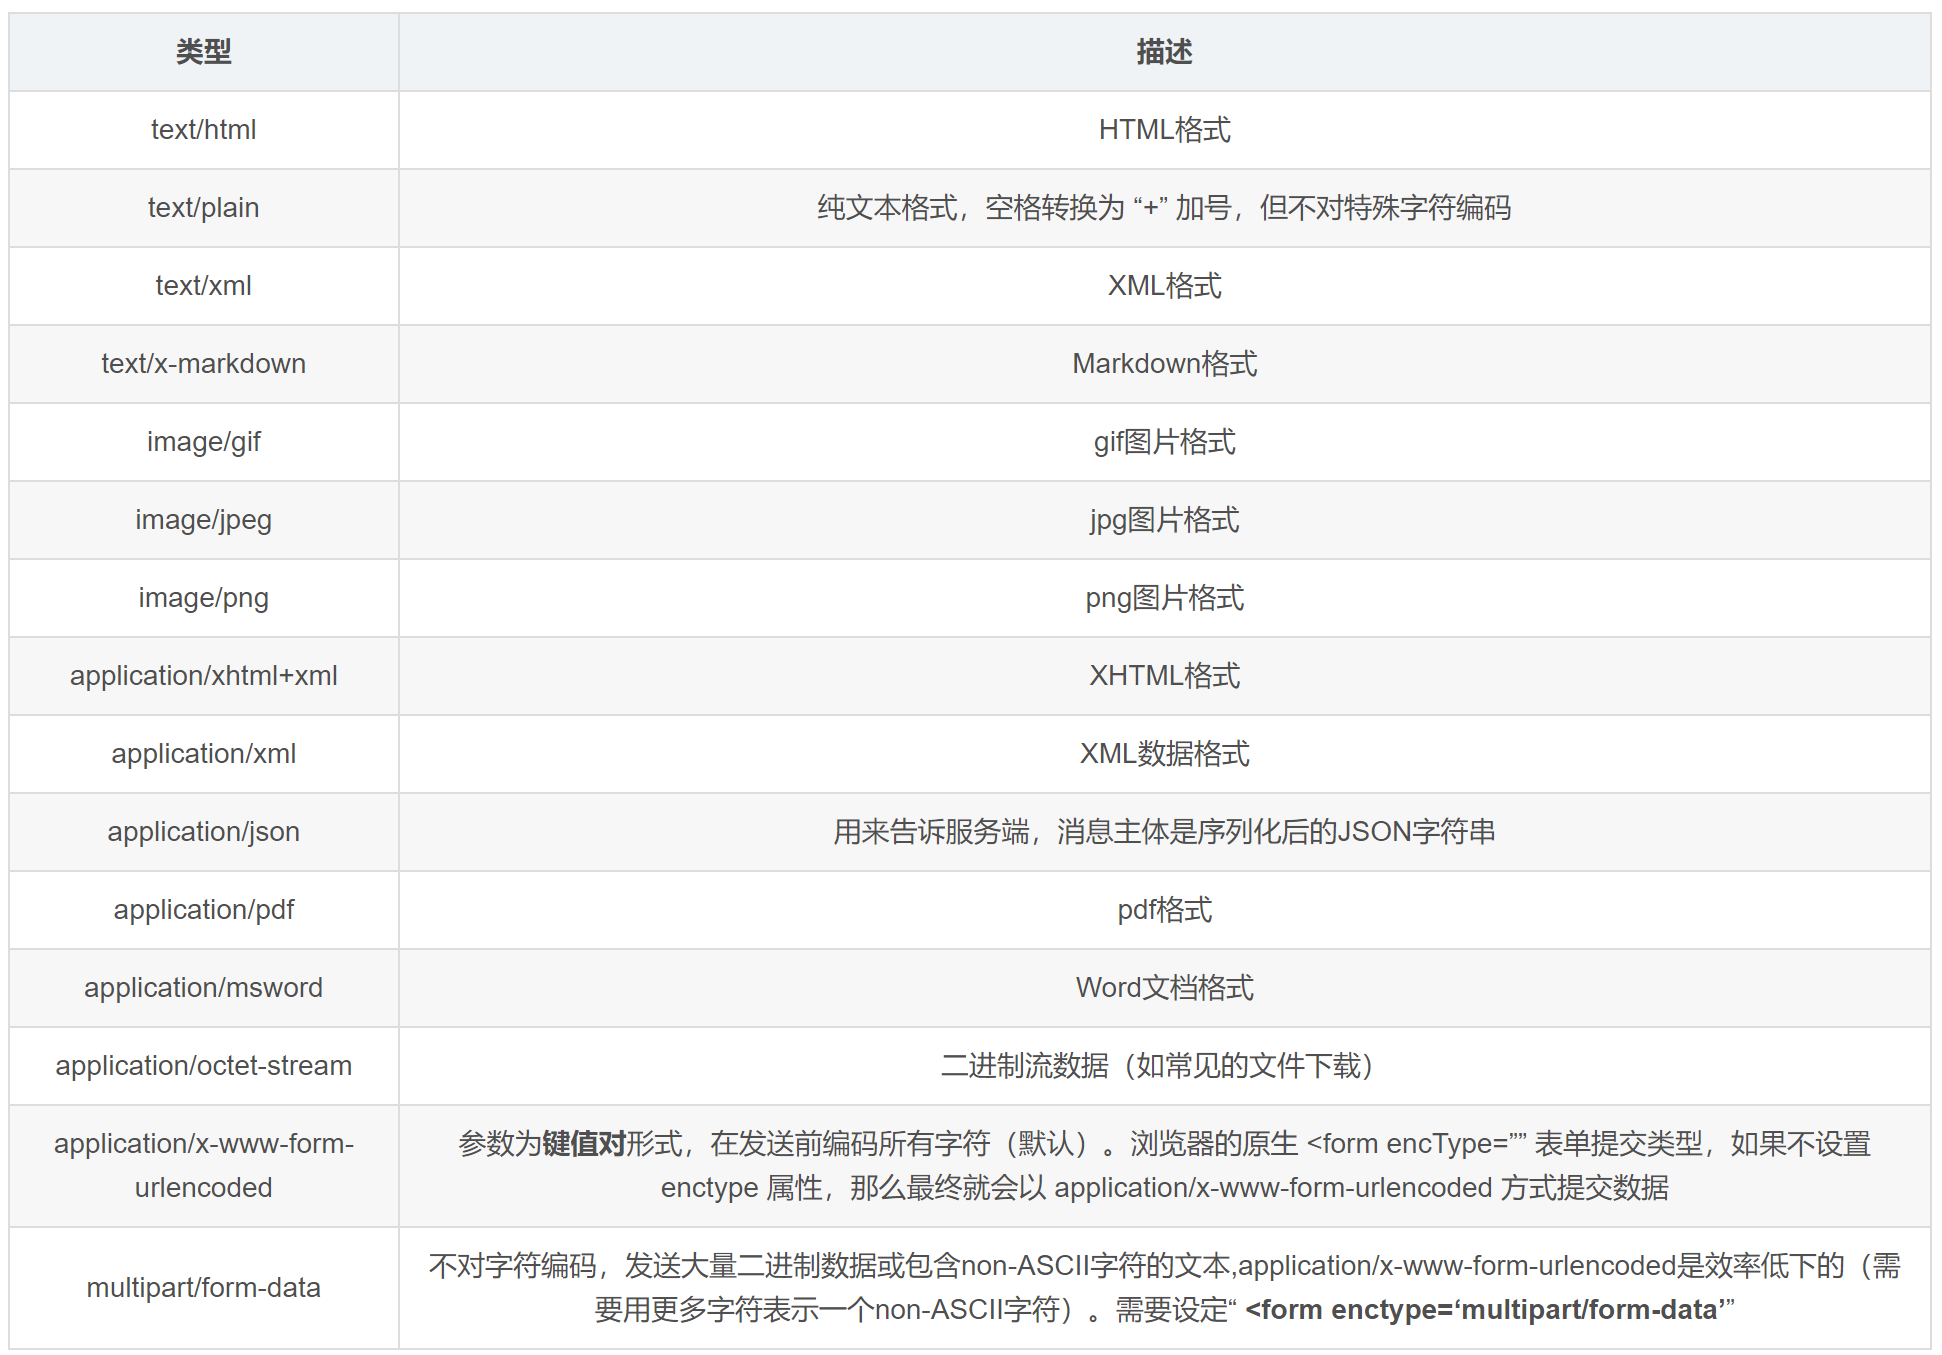 类型
描述
text/html
HTML格式
text/plain
纯文本格式，空格转换为 “+” 加号，但不对特殊字符编码
text/xml
XML格式
text/x-markdown
Markdown格式
image/gif
gif图片格式
image/jpeg
jpg图片格式
image/png
png图片格式
application/xhtml+xml
XHTML格式
application/xml
XML数据格式
application/json
用来告诉服务端，消息主体是序列化后的JSON字符串
application/pdf
pdf格式
application/msword
Word文档格式
application/octet-stream
二进制流数据（如常见的文件下载）
application/x-www-form-
urlencoded
参数为键值对形式，在发送前编码所有字符（默认）。浏览器的原生 <form encType=”” 表单提交类型，如果不设置
enctype 属性，那么最终就会以 application/x-www-form-urlencoded 方式提交数据
multipart/form-data
不对字符编码，发送大量二进制数据或包含non-ASCII字符的文本,application/x-www-form-urlencoded是效率低下的（需
要用更多字符表示一个non-ASCII字符）。需要设定“ <form enctype=‘multipart/form-data’”